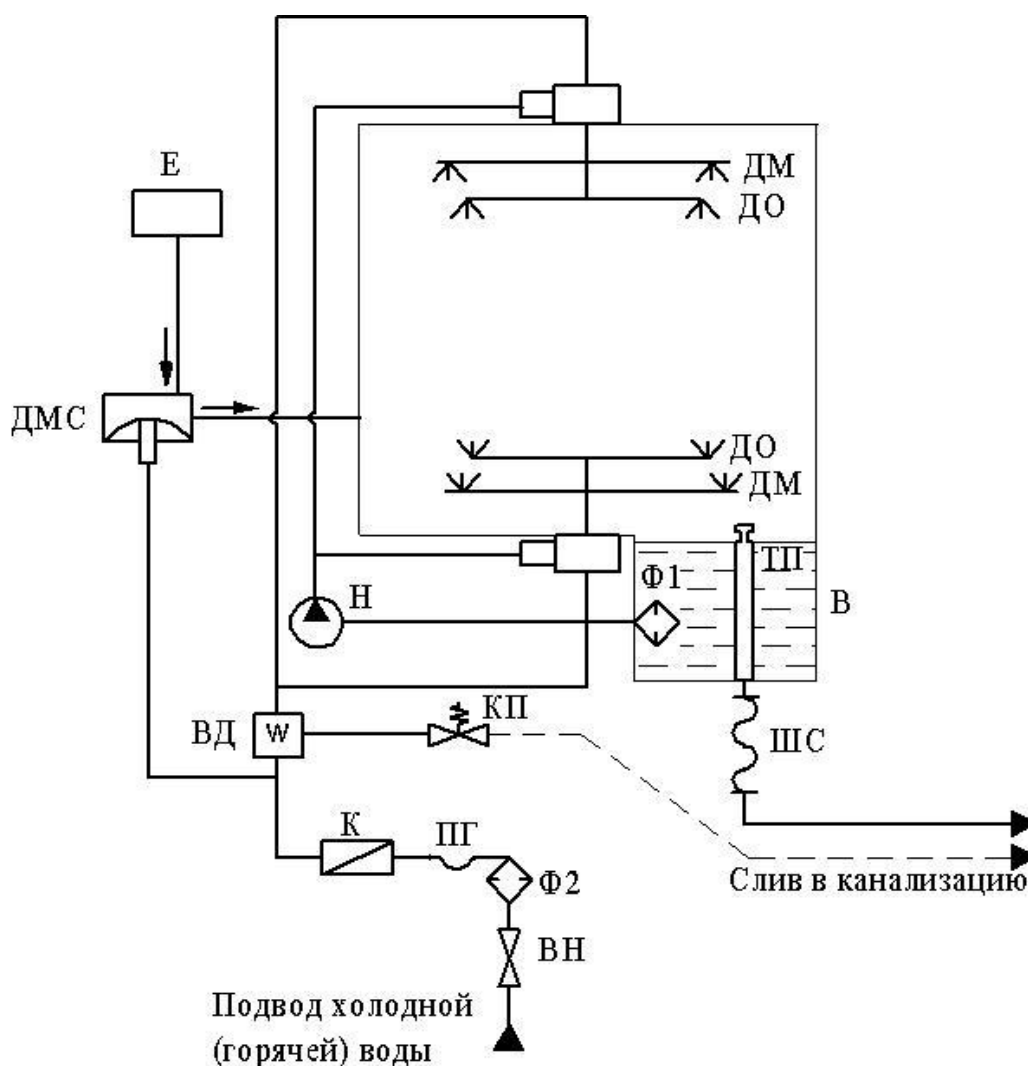 Е
ДМ
ДО
ДМС
ДО
ДМ
ТП
Ф1
Н
В
КП
ВД
W
ШС
К
ПГ
Ф2
Слив в канализацию
ВН
Подвод холодной
(горячей) воды